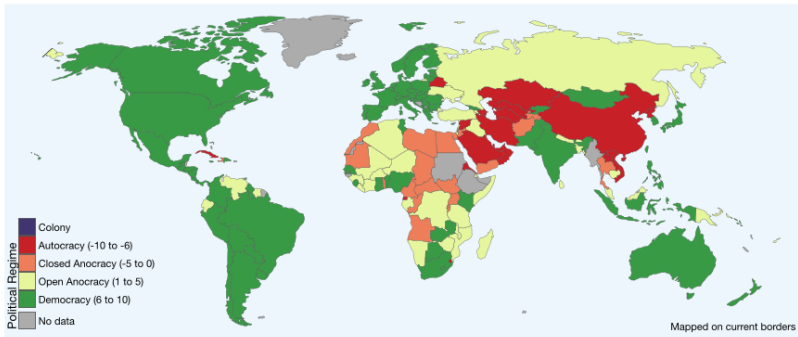 Political Regime
Colony
Autocracy (-10 to -6)
Closed Anocracy (-5 to 0)
Open Anocracy (1 to 5)
Democracy (6 to 10)
No data
Mapped on current borders